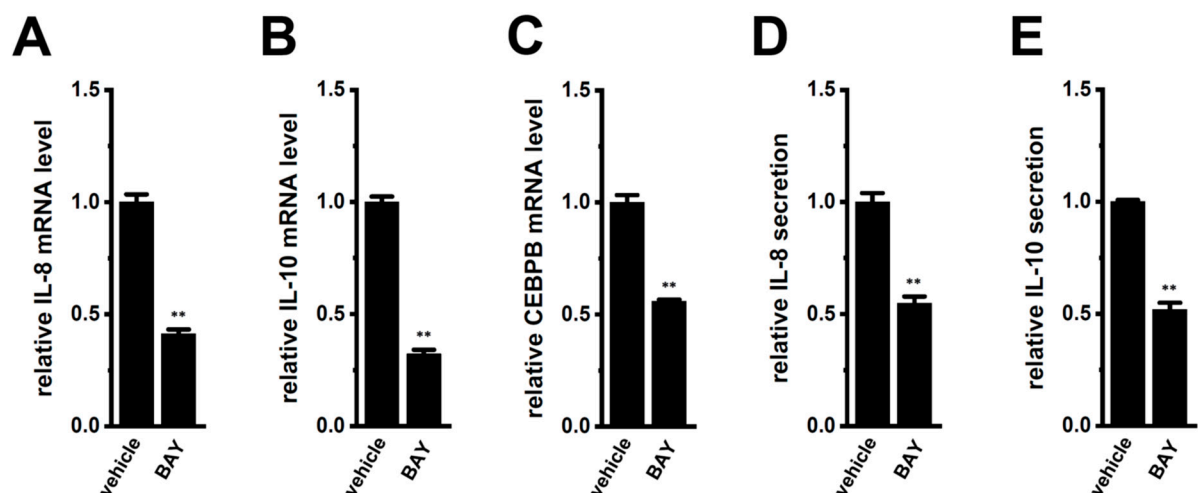 A
relative IL-8 mRNA level
1.5
1.0
0.5
0.0
**
vehicle
BAY
B
relative IL-10 mRNA level
1.5
1.0
0.5
0.0
**
vehicle
BAY
C
relative CEBPB mRNA level
1.5
1.0
0.5
0.0
**
vehicle
BAY
D
relative IL-8 secretion
1.5
1.0
0.5
0.0
**
vehicle
BAY
E
relative IL-10 secretion
1.5
1.0
0.5
0.0
**
vehicle
BAY